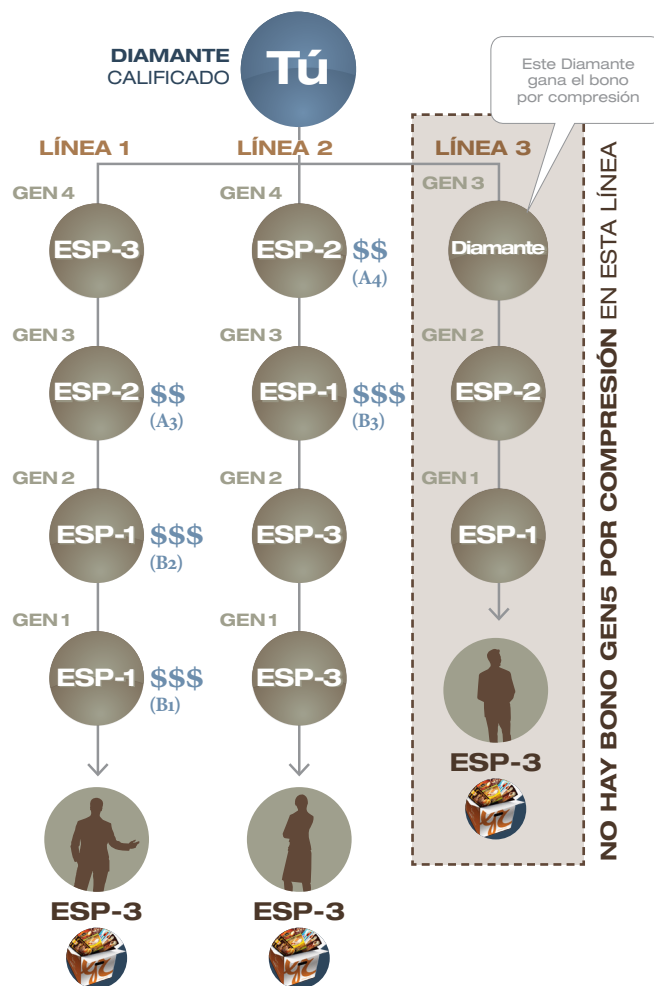 DIAMANTE
CALIFICADO
Tú
Este Diamante
gana el bono
por compresión
LÍNEA 1
LÍNEA 2
LÍNEA 3
GEN 4
ESP-3
GEN 4
ESP-2
$$
(A4)
GEN 3
Diamante
GEN 3
ESP-2
$$
(A3)
GEN 3
ESP-1
$$$
(B3)
GEN 2
ESP-2
GEN 2
ESP-1
$$$
(B2)
GEN 2
ESP-3
GEN 1
ESP-1
GEN 1
ESP-1
$$$
(B1)
GEN 1
ESP-3
ESP-3
ESP-3
ESP-3
NO HAY BONO GEN5 POR COMPRESIÓN EN ESTA LÍNEA